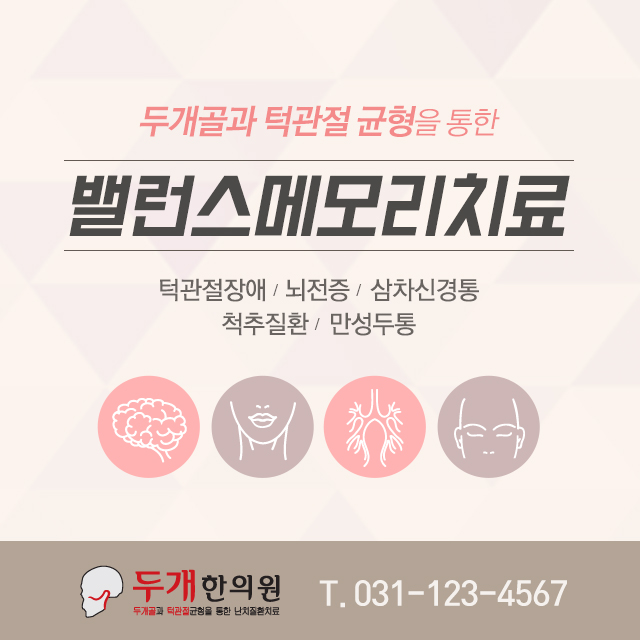 두개골과 턱관절 균형을 통한
밸런스메모리치료
턱관절장애 / 뇌전증 / 삼차신경통
척추질환 / 만성두통
두개한의원
두개골과 턱관절균형을 통한 난치질환치료
T. 031-123-4567